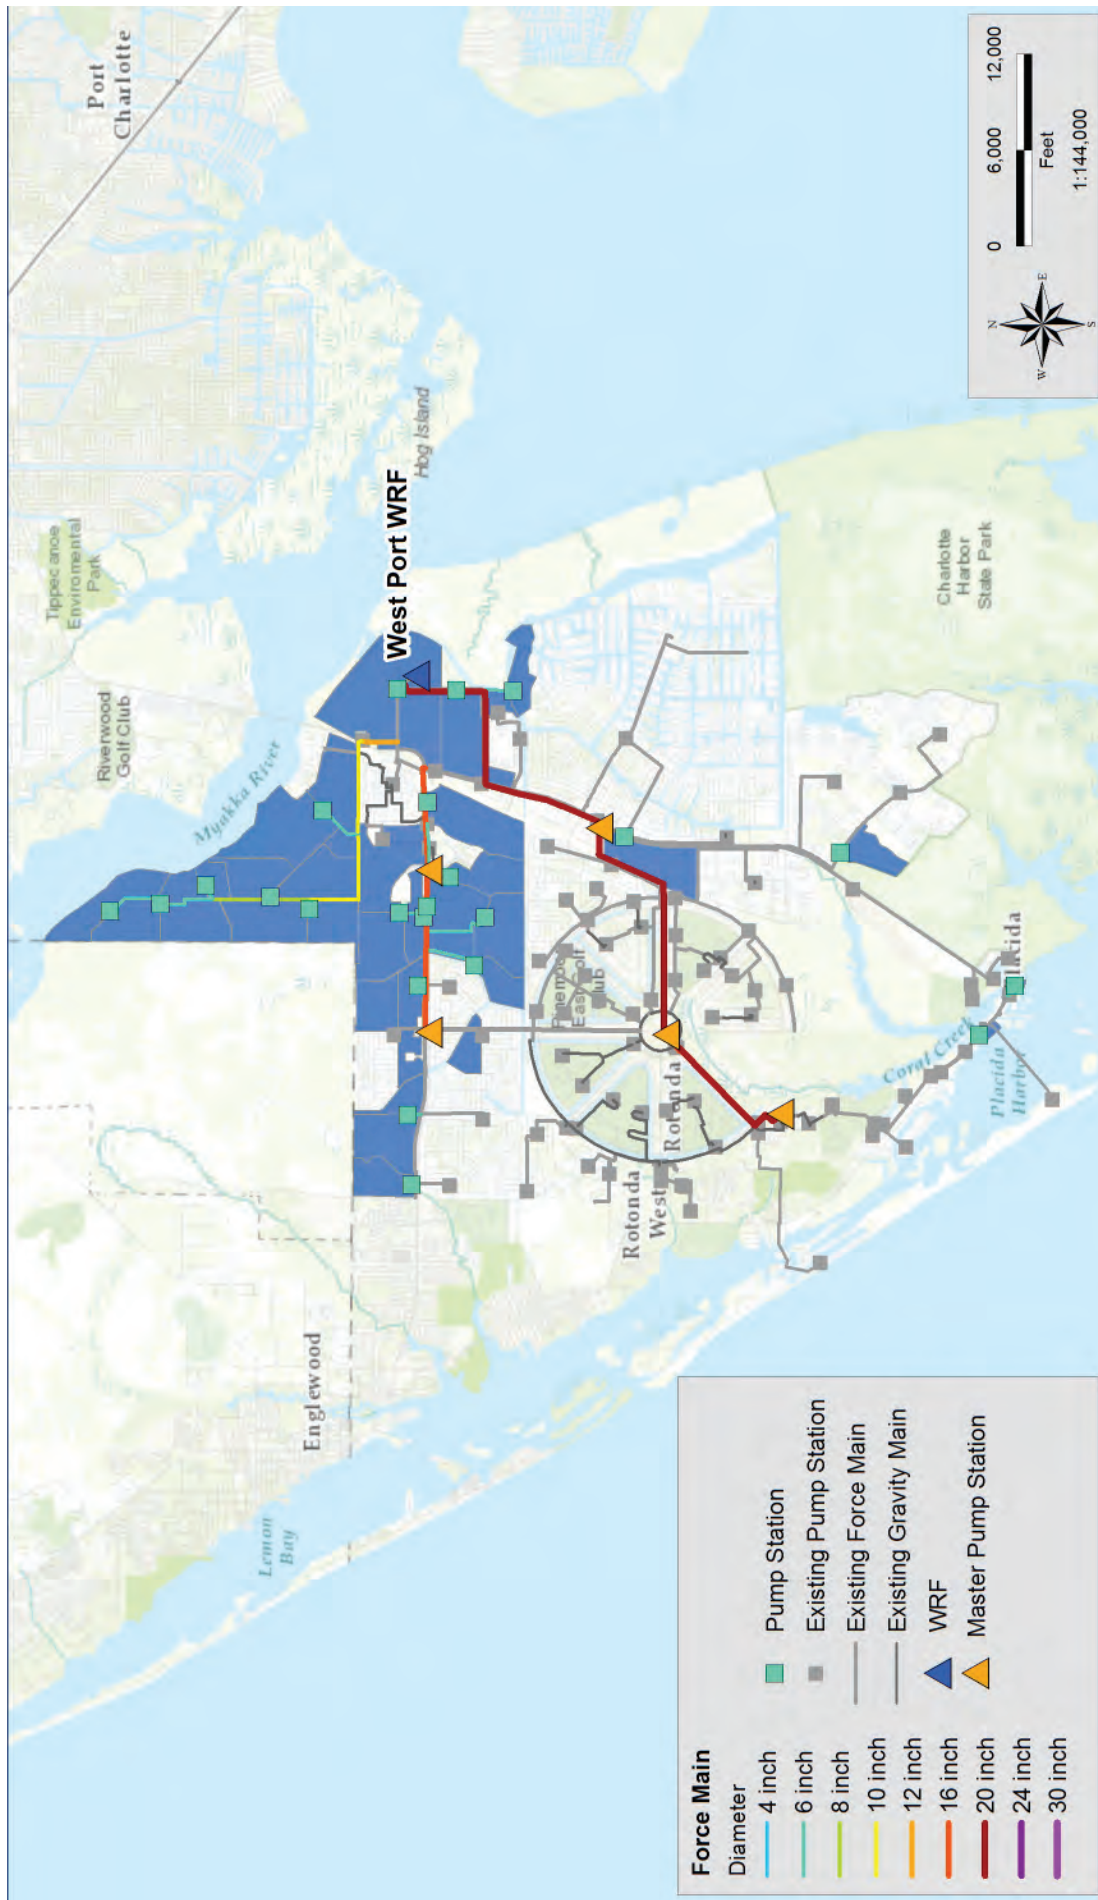 Port
Charlotte
Tippecanoe
Enviromental
Park
Riverwood
Golf Club
Myakka River
Hog Island
West Port WRF
Englewood
Lemon
Bay
Rotonda
West
Rotonda
Coral Creek
Placida
Harbor
Charlotte
Harbor
State Park
Force Main
Diameter
4 inch
6 inch
8 inch
10 inch
12 inch
16 inch
20 inch
24 inch
30 inch
Pump Station
Existing Pump Station
Existing Force Main
Existing Gravity Main
WRF
Master Pump Station
N
W
E
S
0
6,000
12,000
Feet
1:144,000